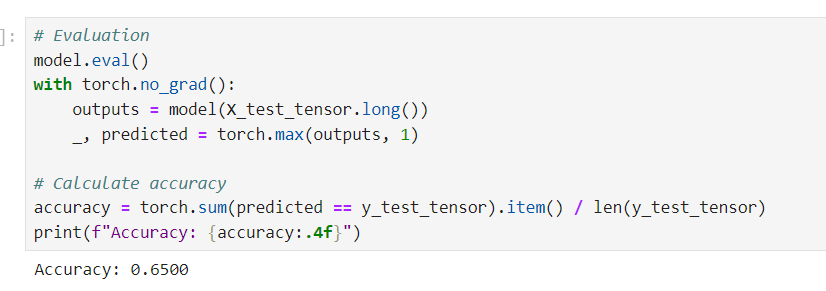 ]:
# Evaluation
model.eval()
with torch.no_grad():
    outputs = model(X_test_tensor.long())
    _, predicted = torch.max(outputs, 1)
# Calculate accuracy
accuracy = torch.sum(predicted == y_test_tensor).item() / len(y_test_tensor)
print(f"Accuracy: {accuracy:.4f}")
Accuracy: 0.6500